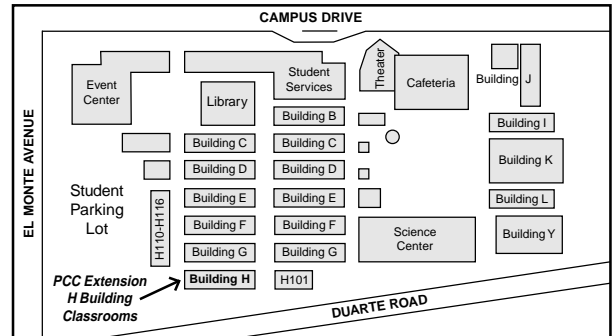 CAMPUS DRIVE
EL MONTE AVENUE
Event
Center
Student
Services
Library
Theater
Cafeteria
Building J
Building B
Building I
Building C
Building C
Building K
Building D
Building D
Student
Parking
Lot
H110-H116
Building E
Building E
Building L
Building F
Building F
Science
Center
Building Y
Building G
Building G
PCC Extension
H Building
Classrooms
Building H
H101
DUARTE ROAD